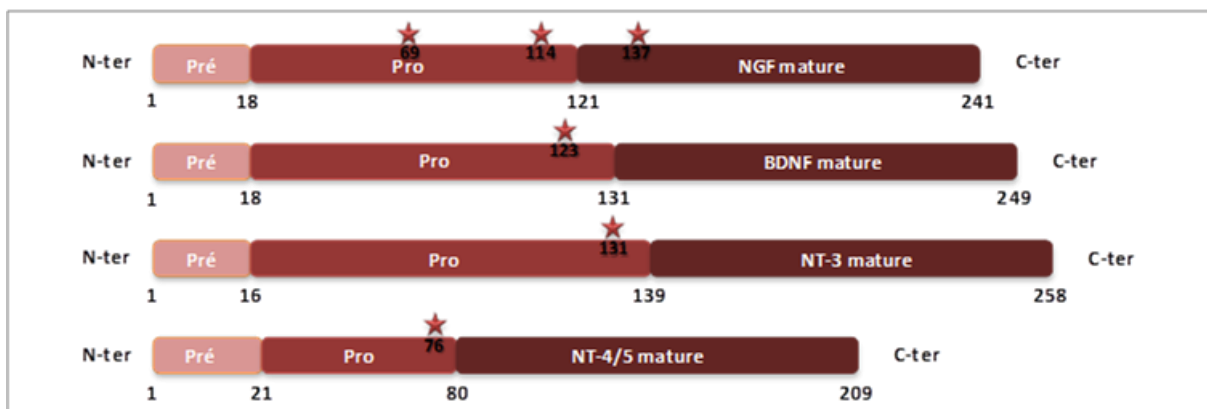 69 114 137
N-ter Pré Pro NGF mature C-ter
1 18 121 241
123
N-ter Pré Pro BDNF mature C-ter
1 18 131 249
131
N-ter Pré Pro NT-3 mature C-ter
1 16 139 258
76
N-ter Pré Pro NT-4/5 mature C-ter
1 21 80 209